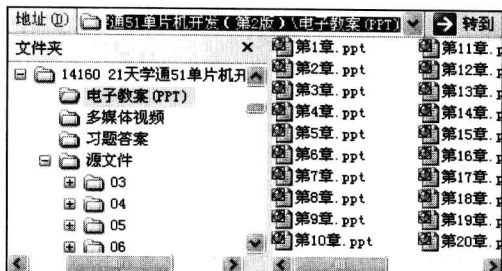 地址(D) 通51单片机开发(第2版)\电子教案(PPT) 转到
文件夹 ×
14160 21天学通51单片机开
电子教案(PPT)
多媒体视频
习题答案
源文件
03
04
05
06
第1章.ppt
第2章.ppt
第3章.ppt
第4章.ppt
第5章.ppt
第6章.ppt
第7章.ppt
第8章.ppt
第9章.ppt
第10章.ppt
第11章.p
第12章.p
第13章.p
第14章.p
第15章.p
第16章.p
第17章.p
第18章.p
第19章.p
第20章.p